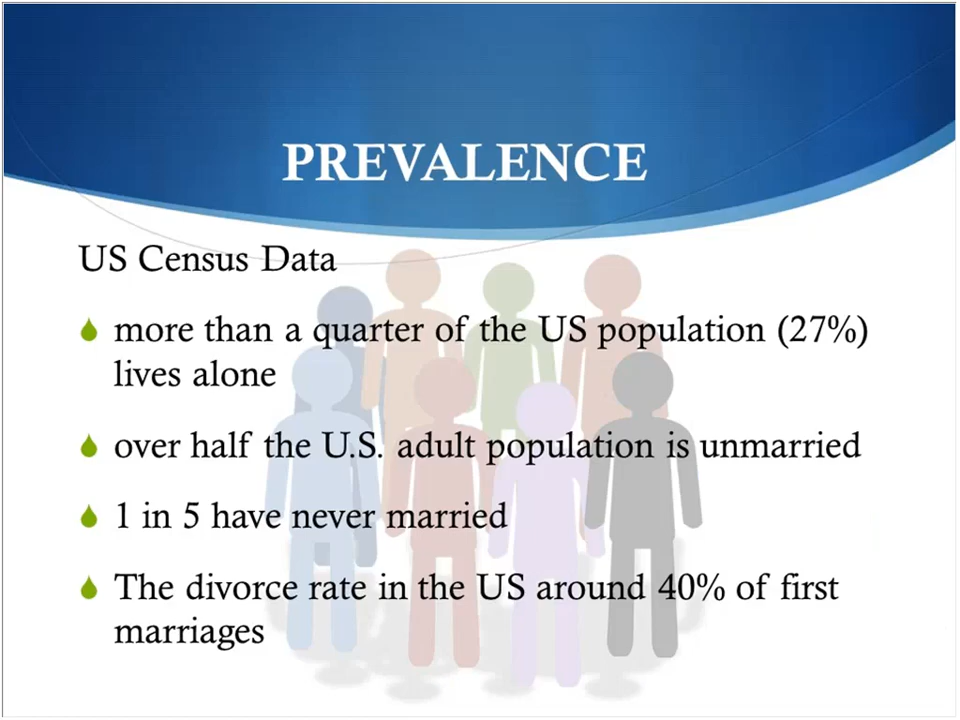 PREVALENCE
US Census Data
more than a quarter of the US population (27%)
lives alone
over half the U.S. adult population is unmarried
1 in 5 have never married
The divorce rate in the US around 40% of first
marriages